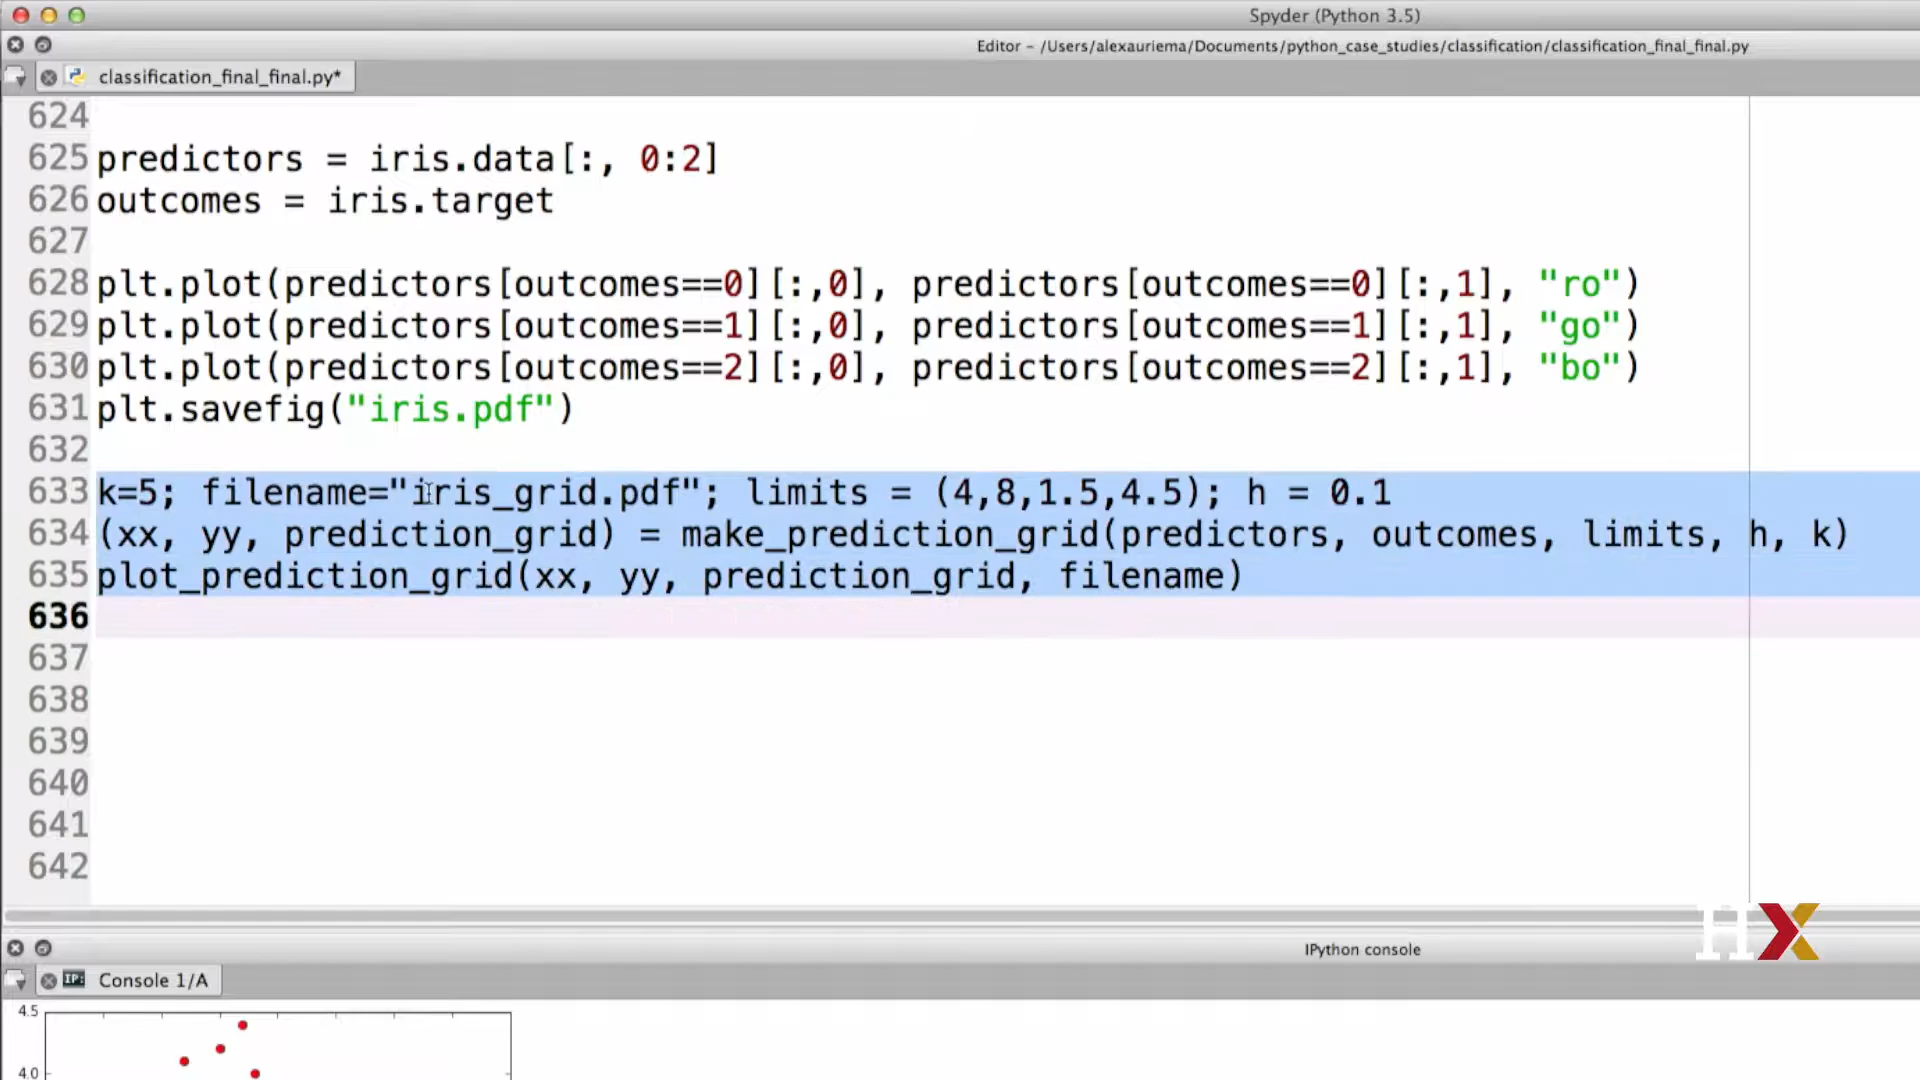 Spyder (Python 3.5)
Editor – /Users/alexauriema/Documents/python_case_studies/classification/classification_final_final.py
classification_final_final.py*
624
625 predictors = iris.data[:, 0:2]
626 outcomes = iris.target
627
628 plt.plot(predictors[outcomes==0][:,0], predictors[outcomes==0][:,1], "ro")
629 plt.plot(predictors[outcomes==1][:,0], predictors[outcomes==1][:,1], "go")
630 plt.plot(predictors[outcomes==2][:,0], predictors[outcomes==2][:,1], "bo")
631 plt.savefig("iris.pdf")
632
633 k=5; filename="iris_grid.pdf"; limits = (4,8,1.5,4.5); h = 0.1
634 (xx, yy, prediction_grid) = make_prediction_grid(predictors, outcomes, limits, h, k)
635 plot_prediction_grid(xx, yy, prediction_grid, filename)
636
637
638
639
640
641
642
HX
IPython console
IP: Console 1/A
4.5
4.0